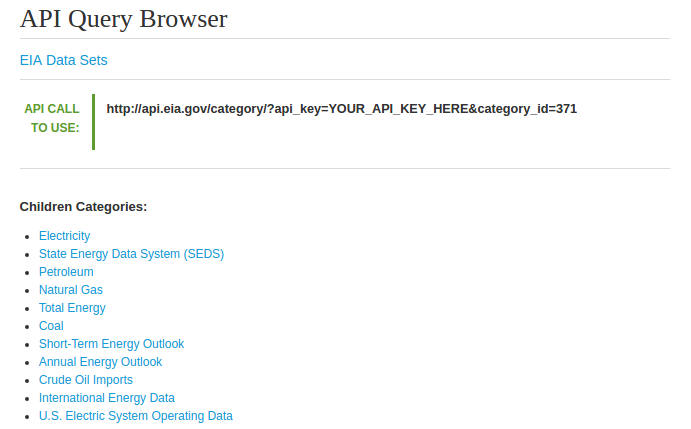 API Query Browser
EIA Data Sets
API CALL
TO USE:
http://api.eia.gov/category/?api_key=YOUR_API_KEY_HERE&category_id=371
Children Categories:
Electricity
State Energy Data System (SEDS)
Petroleum
Natural Gas
Total Energy
Coal
Short-Term Energy Outlook
Annual Energy Outlook
Crude Oil Imports
International Energy Data
U.S. Electric System Operating Data